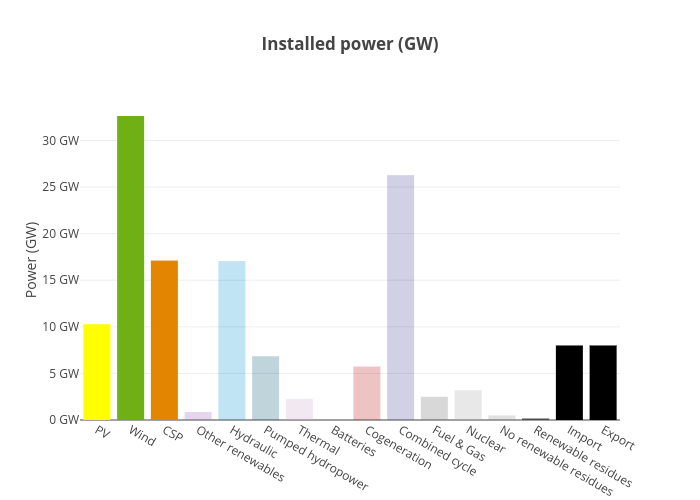 Installed power (GW)
Power (GW)
30 GW
25 GW
20 GW
15 GW
10 GW
5 GW
0 GW
PV
Wind
CSP
Other renewables
Hydraulic
Pumped hydropower
Thermal
Batteries
Cogeneration
Combined cycle
Fuel & Gas
Nuclear
No renewable residues
Renewable residues
Import
Export